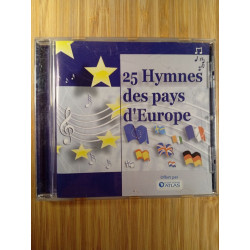 25 Hymnes
des pays
d'Europe
Offert par
ATLAS